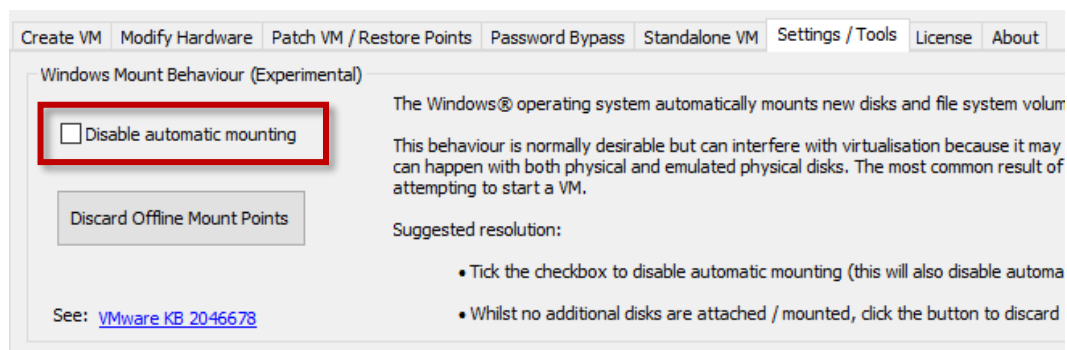 Create VM Modify Hardware Patch VM / Restore Points Password Bypass Standalone VM Settings / Tools License About
Windows Mount Behaviour (Experimental)
Disable automatic mounting
Discard Offline Mount Points
See: VMware KB 2046678
The Windows® operating system automatically mounts new disks and file system volum
This behaviour is normally desirable but can interfere with virtualisation because it may
can happen with both physical and emulated physical disks. The most common result of
attempting to start a VM.
Suggested resolution:
• Tick the checkbox to disable automatic mounting (this will also disable automa
• Whilst no additional disks are attached / mounted, click the button to discard